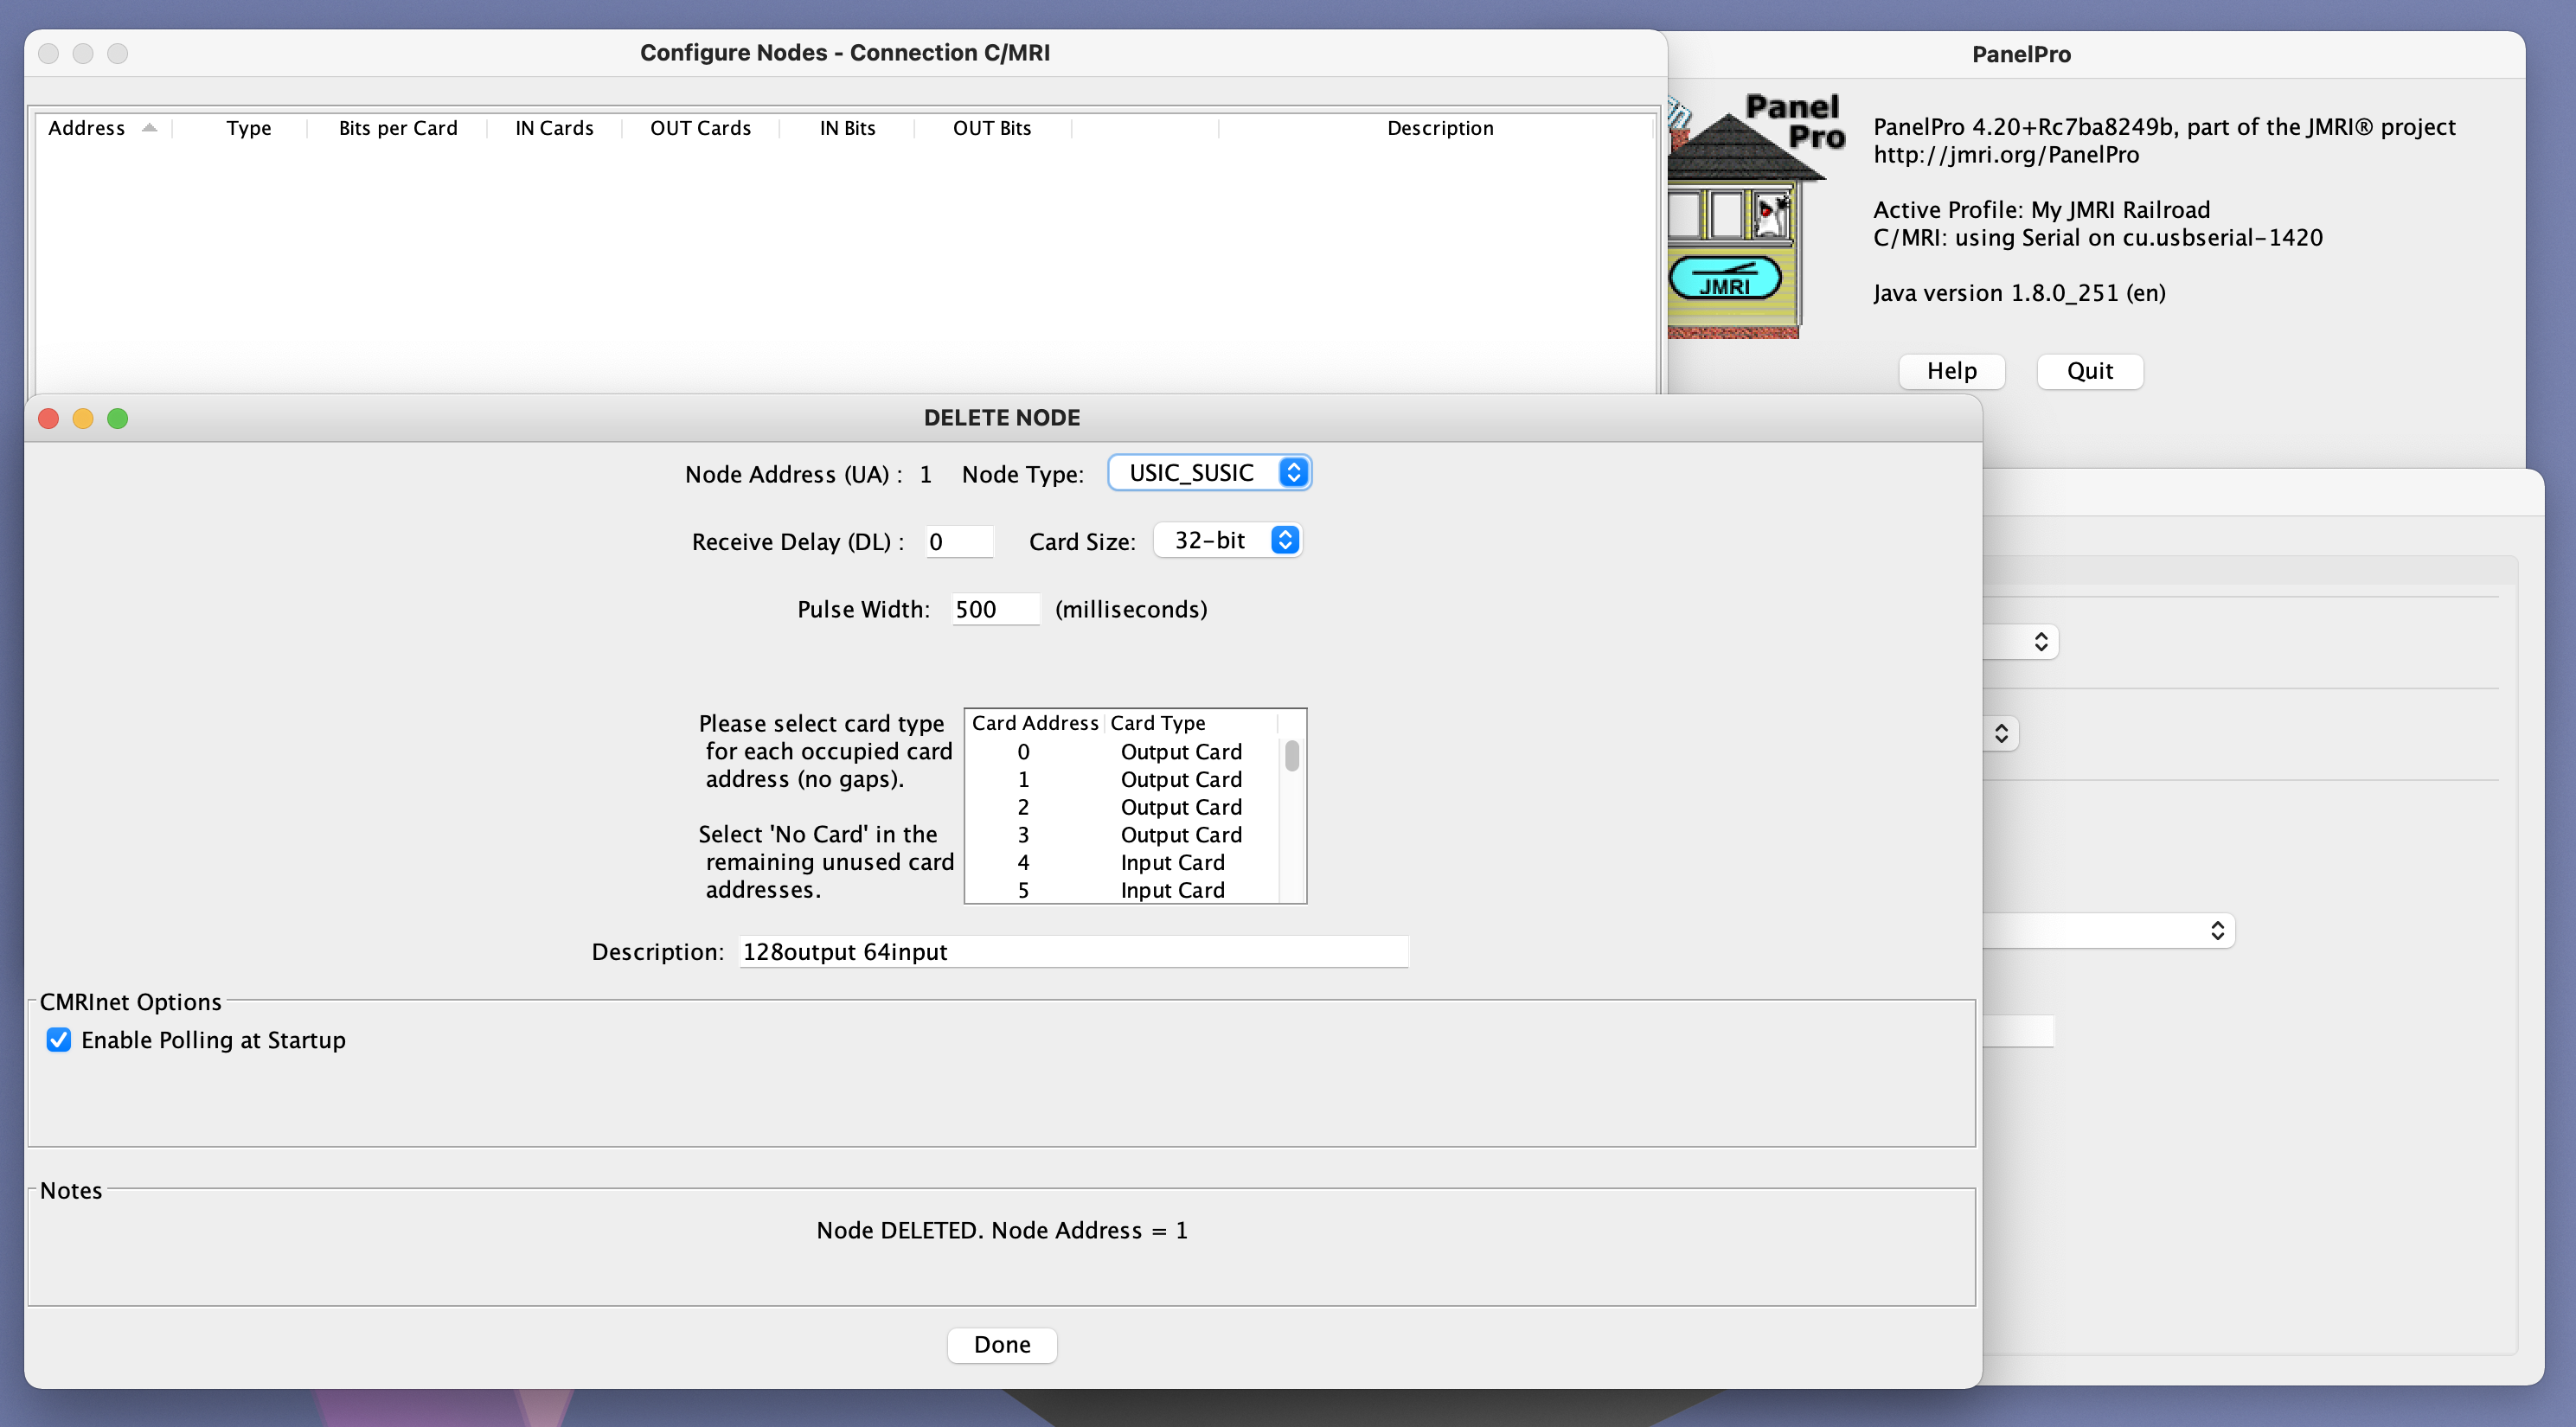 Configure Nodes - Connection C/MRI
Address Type Bits per Card IN Cards OUT Cards IN Bits OUT Bits Description
PanelPro
Panel
Pro
JMRI
PanelPro 4.20+Rc7ba8249b, part of the JMRI® project
http://jmri.org/PanelPro
Active Profile: My JMRI Railroad
C/MRI: using Serial on cu.usbserial-1420
Java version 1.8.0_251 (en)
Help Quit
DELETE NODE
Node Address (UA) : 1 Node Type: USIC_SUSIC
Receive Delay (DL) : 0 Card Size: 32-bit
Pulse Width: 500 (milliseconds)
Please select card type
for each occupied card
address (no gaps).
Select 'No Card' in the
remaining unused card
addresses.
Card Address Card Type
0 Output Card
1 Output Card
2 Output Card
3 Output Card
4 Input Card
5 Input Card
Description: 128output 64input
CMRInet Options
Enable Polling at Startup
Notes
Node DELETED. Node Address = 1
Done